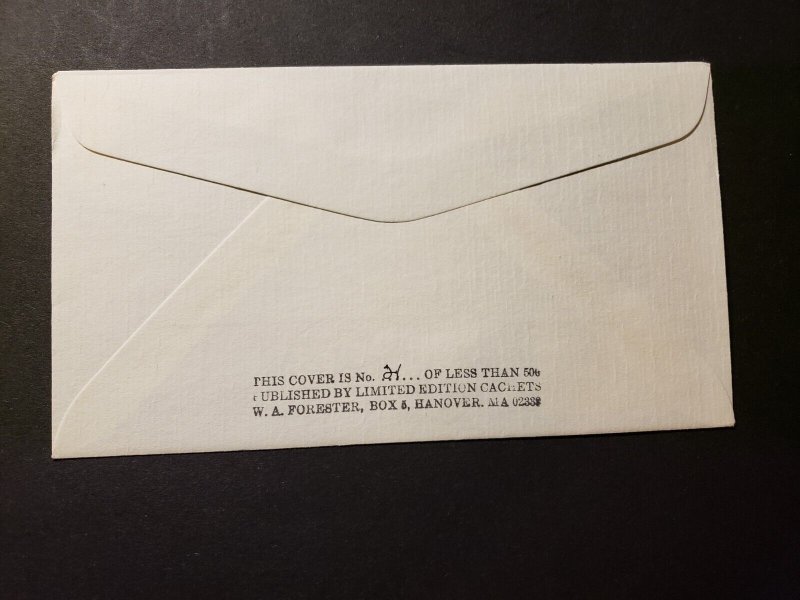 THIS COVER IS No. 21... OF LESS THAN 500
PUBLISHED BY LIMITED EDITION CACHETS
W. A. FORESTER, BOX 5, HANOVER. MA 02339